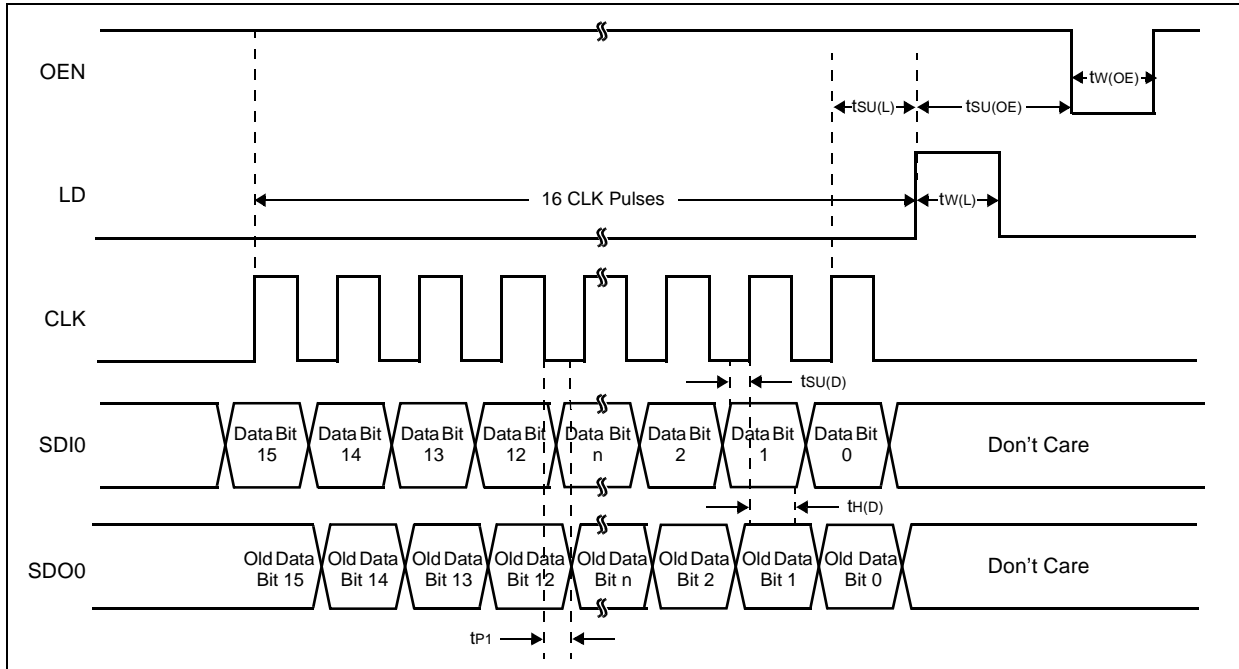 OEN
tW(OE)
tSU(L)
tSU(OE)
LD
16 CLK Pulses
tW(L)
CLK
tSU(D)
SDI0
Data Bit
15
Data Bit
14
Data Bit
13
Data Bit
12
Data Bit
n
Data Bit
2
Data Bit
1
Data Bit
0
Don't Care
tH(D)
SDO0
Old Data
Bit 15
Old Data
Bit 14
Old Data
Bit 13
Old Data
Bit 12
Old Data
Bit n
Old Data
Bit 2
Old Data
Bit 1
Old Data
Bit 0
Don't Care
tP1